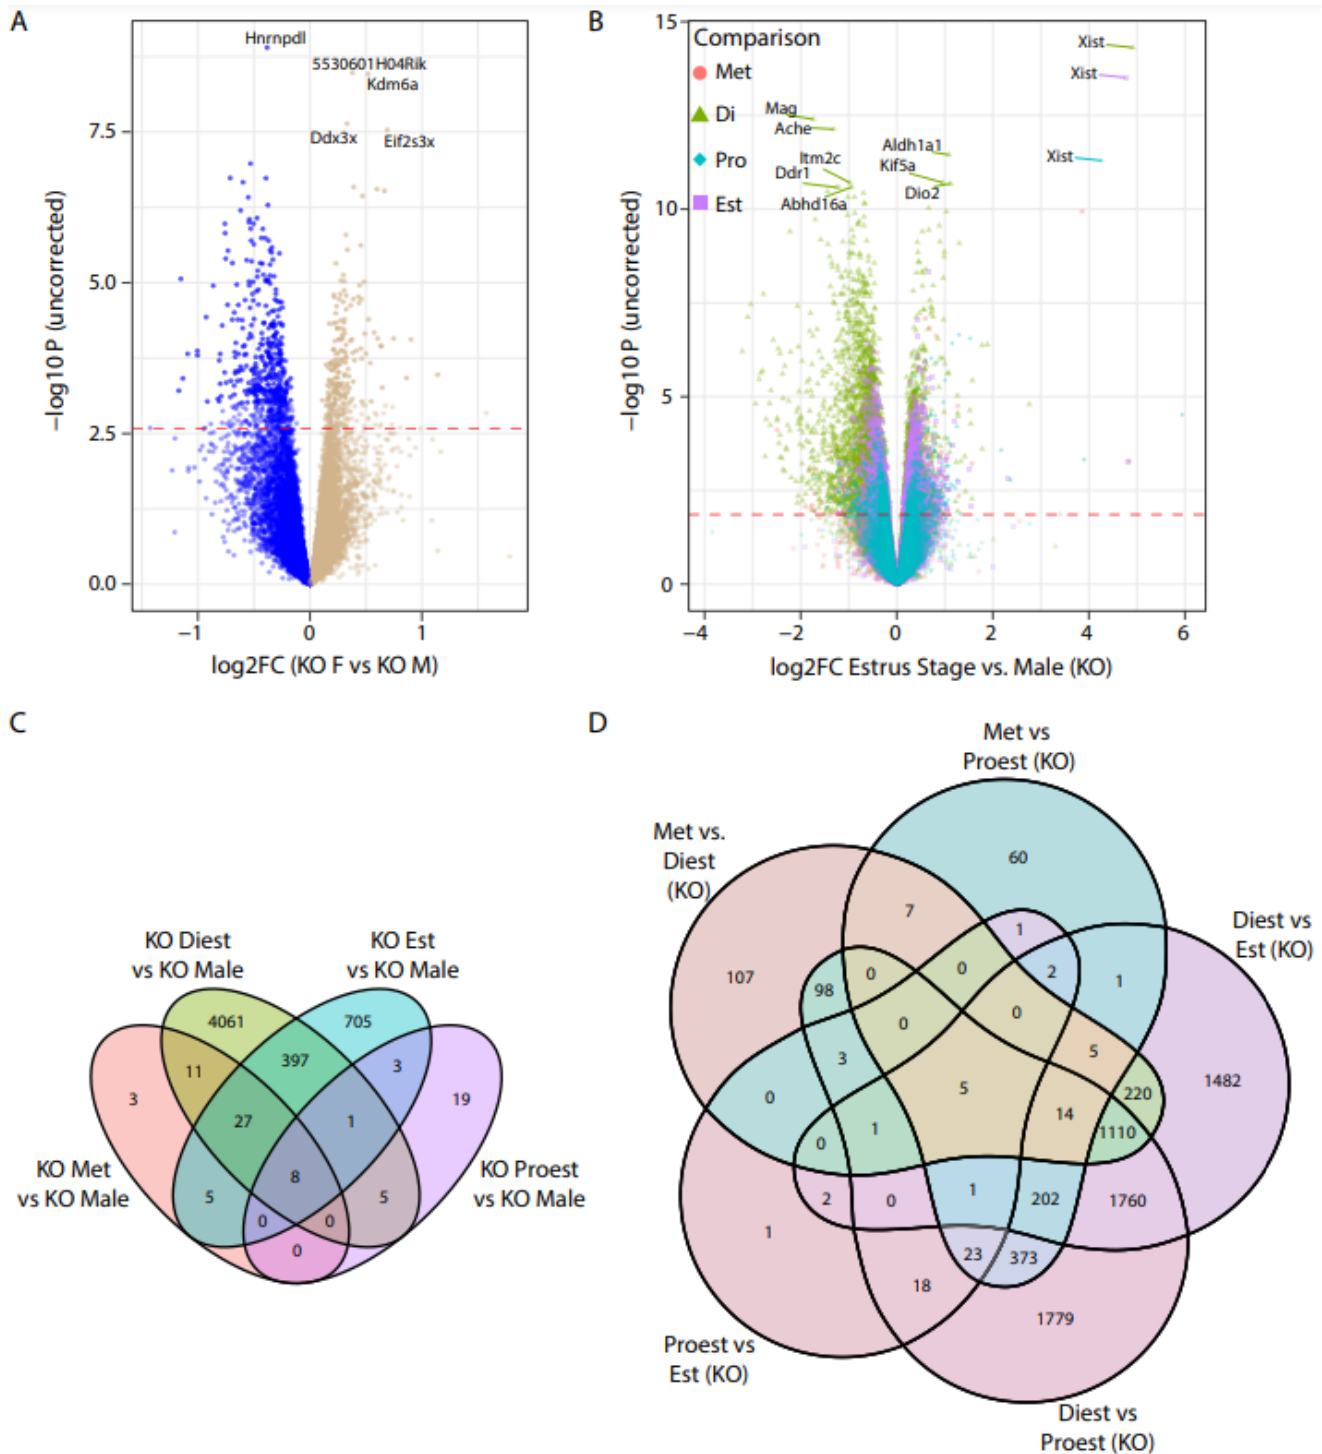 A
Hnrnpdl
5530601H04Rik
Kdm6a
Ddx3x
Eif2s3x
7.5
5.0
2.5
0.0
−log10 P (uncorrected)
−1
0
1
log2FC (KO F vs KO M)
B
Comparison
Met
Di
Pro
Est
Xist
Xist
Xist
Mag
Ache
Itm2c
Ddr1
Abhd16a
Aldh1a1
Kif5a
Dio2
15
10
5
0
−log10 P (uncorrected)
−4
−2
0
2
4
6
log2FC Estrus Stage vs. Male (KO)
C
KO Diest
vs KO Male
KO Est
vs KO Male
KO Met
vs KO Male
KO Proest
vs KO Male
4061
705
11
397
3
3
27
1
19
5
8
5
0
0
0
D
Met vs
Proest (KO)
Met vs.
Diest
(KO)
Diest vs
Est (KO)
Proest vs
Est (KO)
Diest vs
Proest (KO)
60
7
1
107
98
0
0
2
1
0
0
3
5
1482
220
0
5
14
1110
0
1
2
0
1
202
1760
1
23
373
18
1779